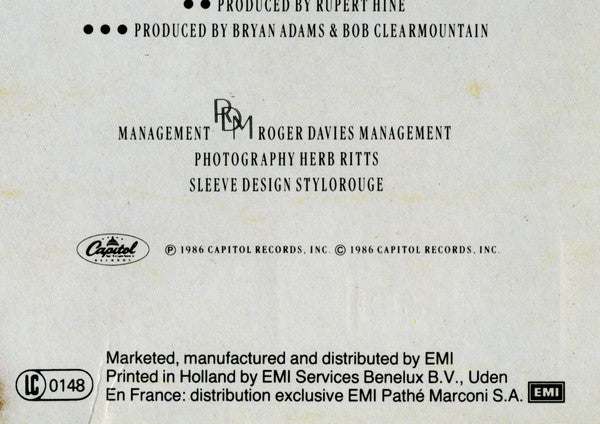 ●● PRODUCED BY RUPERT HINE
●●● PRODUCED BY BRYAN ADAMS & BOB CLEARMOUNTAIN
MANAGEMENT RDM ROGER DAVIES MANAGEMENT
PHOTOGRAPHY HERB RITTS
SLEEVE DESIGN STYLOROUGE
Capitol
RECORDS
Ⓟ 1986 CAPITOL RECORDS, INC. © 1986 CAPITOL RECORDS, INC.
Marketed, manufactured and distributed by EMI
LC 0148 Printed in Holland by EMI Services Benelux B.V., Uden
En France: distribution exclusive EMI Pathé Marconi S.A. EMI